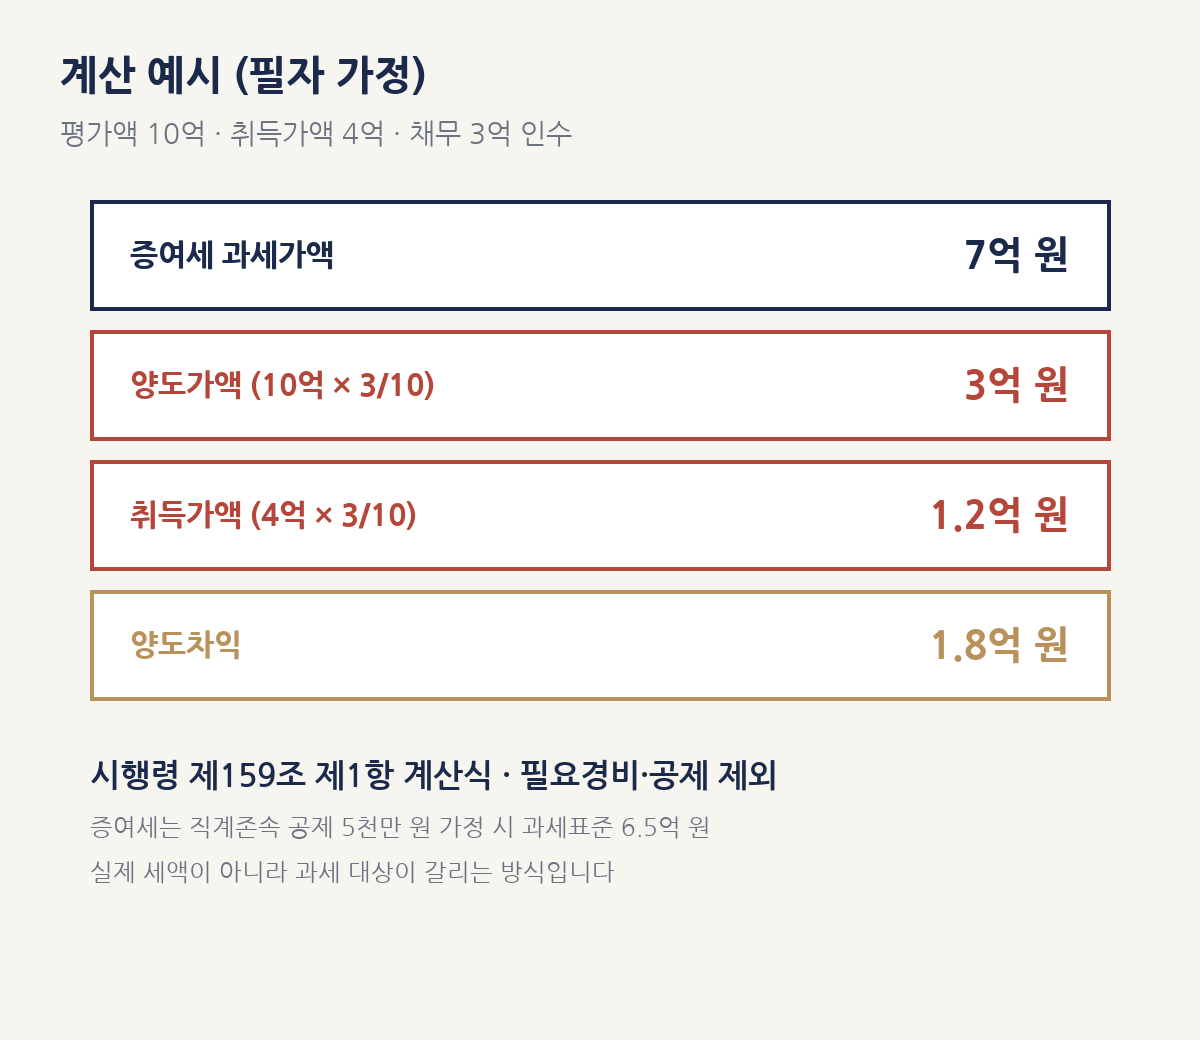 계산 예시 (필자 가정)
평가액 10억 · 취득가액 4억 · 채무 3억 인수
증여세 과세가액 7억 원
양도가액 (10억 × 3/10) 3억 원
취득가액 (4억 × 3/10) 1.2억 원
양도차익 1.8억 원
시행령 제159조 제1항 계산식 · 필요경비·공제 제외
증여세는 직계존속 공제 5천만 원 가정 시 과세표준 6.5억 원
실제 세액이 아니라 과세 대상이 갈리는 방식입니다